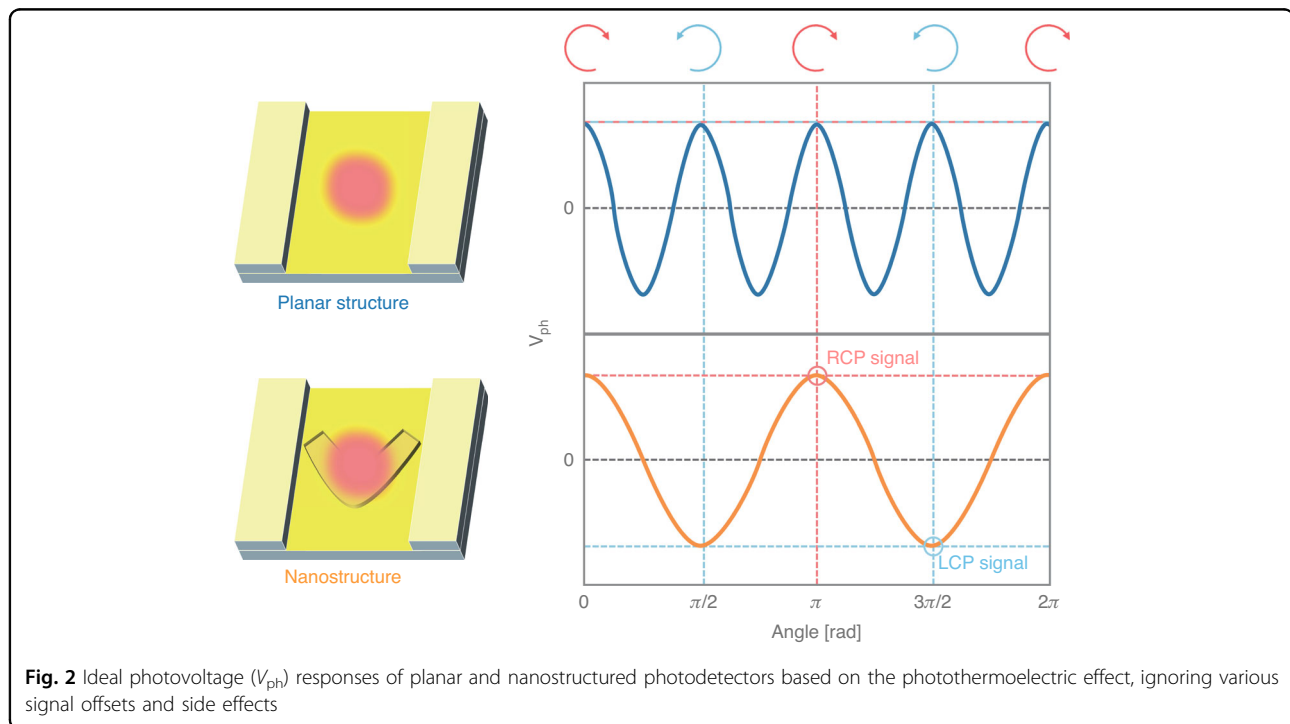 Planar structure
Nanostructure
V_ph
0
0
RCP signal
LCP signal
0
π/2
π
3π/2
2π
Angle [rad]
Fig. 2 Ideal photovoltage (V_ph) responses of planar and nanostructured photodetectors based on the photothermoelectric effect, ignoring various
signal offsets and side effects